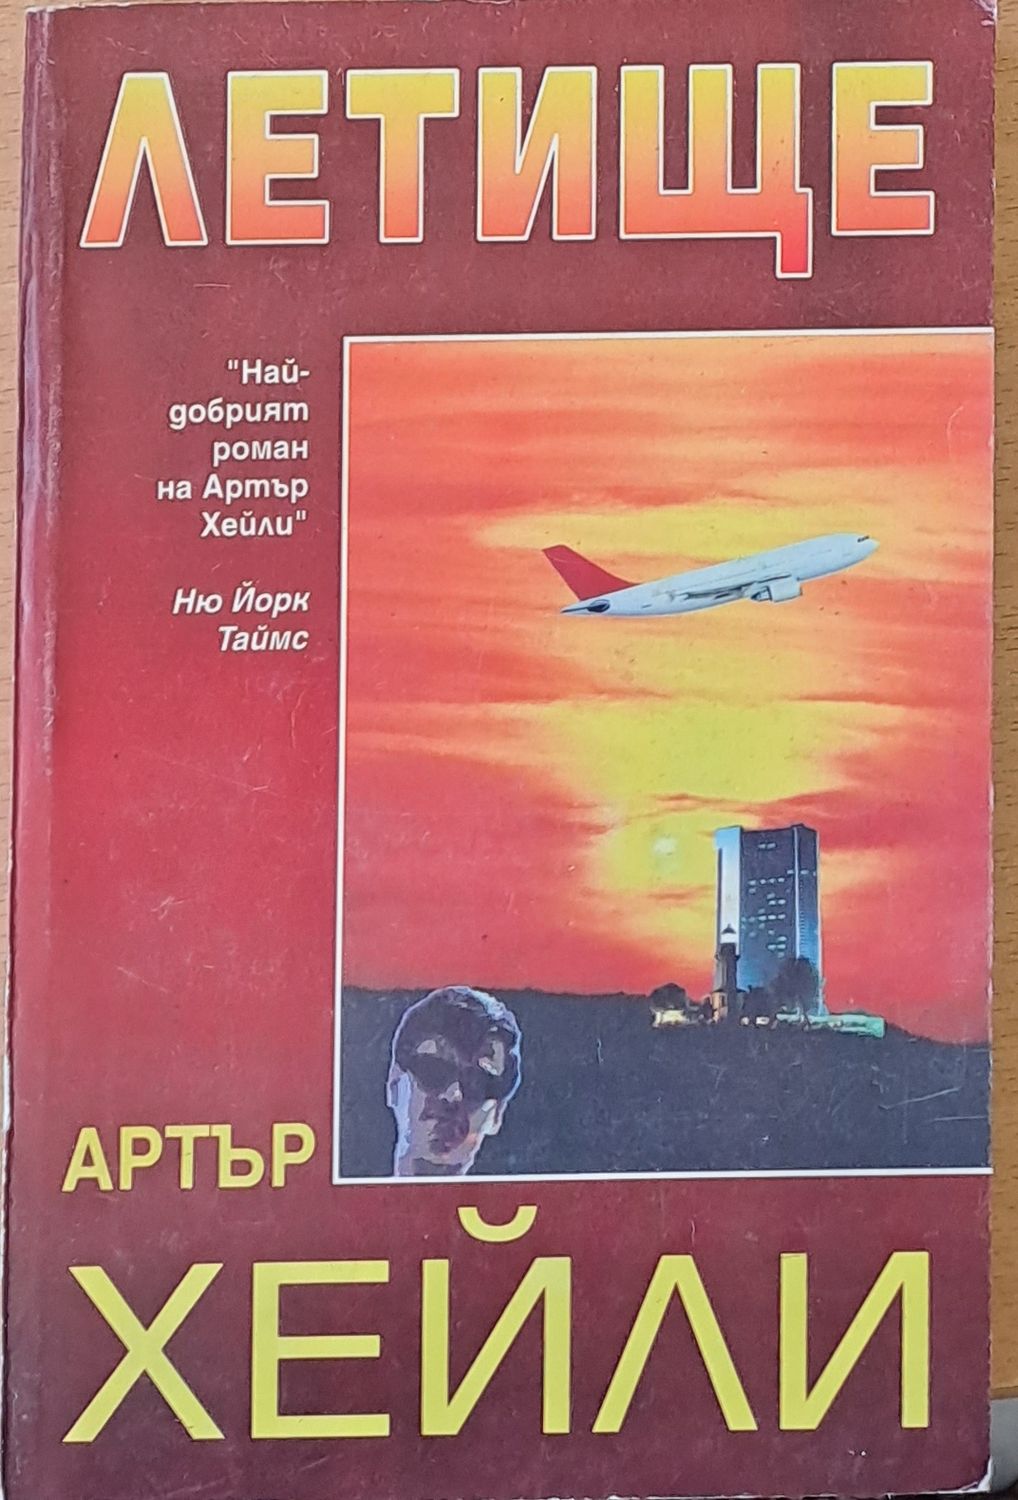 ЛЕТИЩЕ
"Най-
добрият
роман
на Артър
Хейли"
Ню Йорк
Таймс
АРТЪР
ХЕЙЛИ